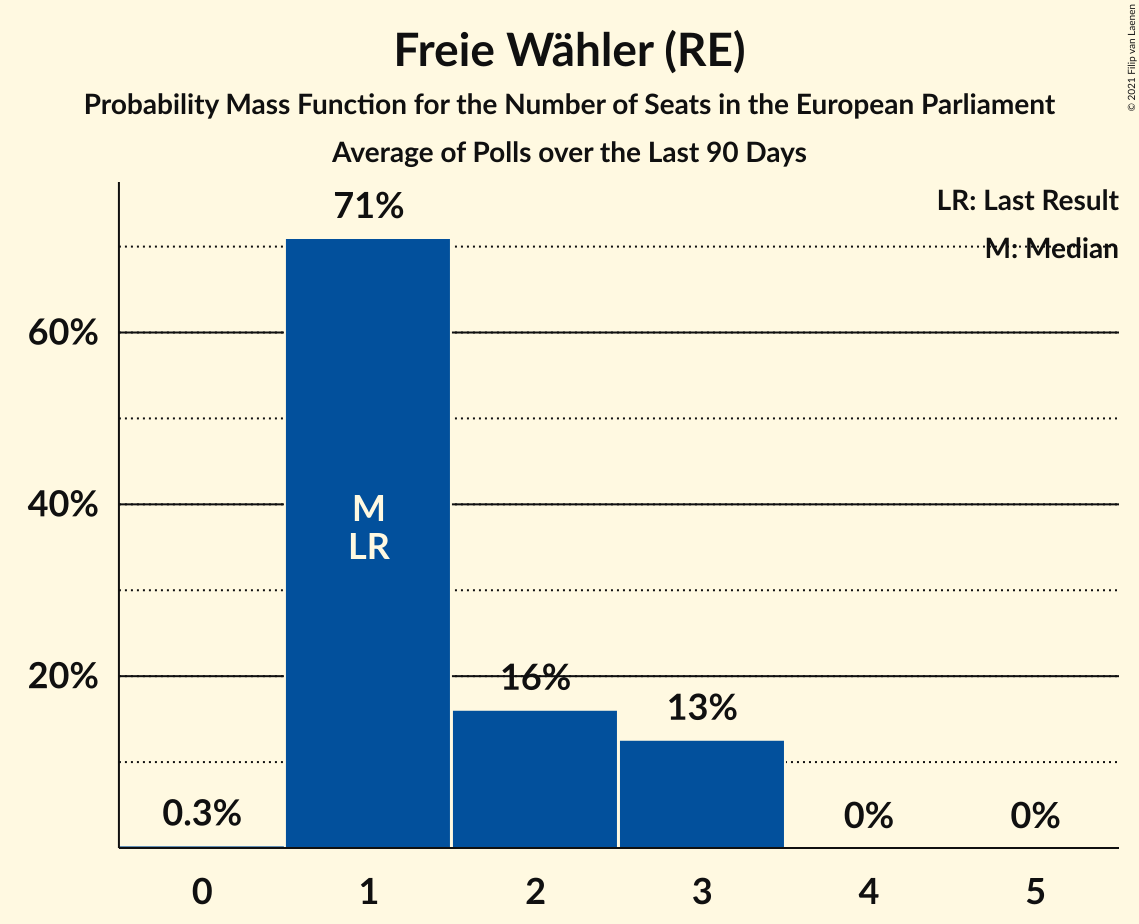 Freie Wähler (RE)
Probability Mass Function for the Number of Seats in the European Parliament
Average of Polls over the Last 90 Days
© 2021 Filip van Laenen
LR: Last Result
M: Median
71%
60%
40%
M
LR
20%
16%
13%
0.3%
0%
0%
0
1
2
3
4
5